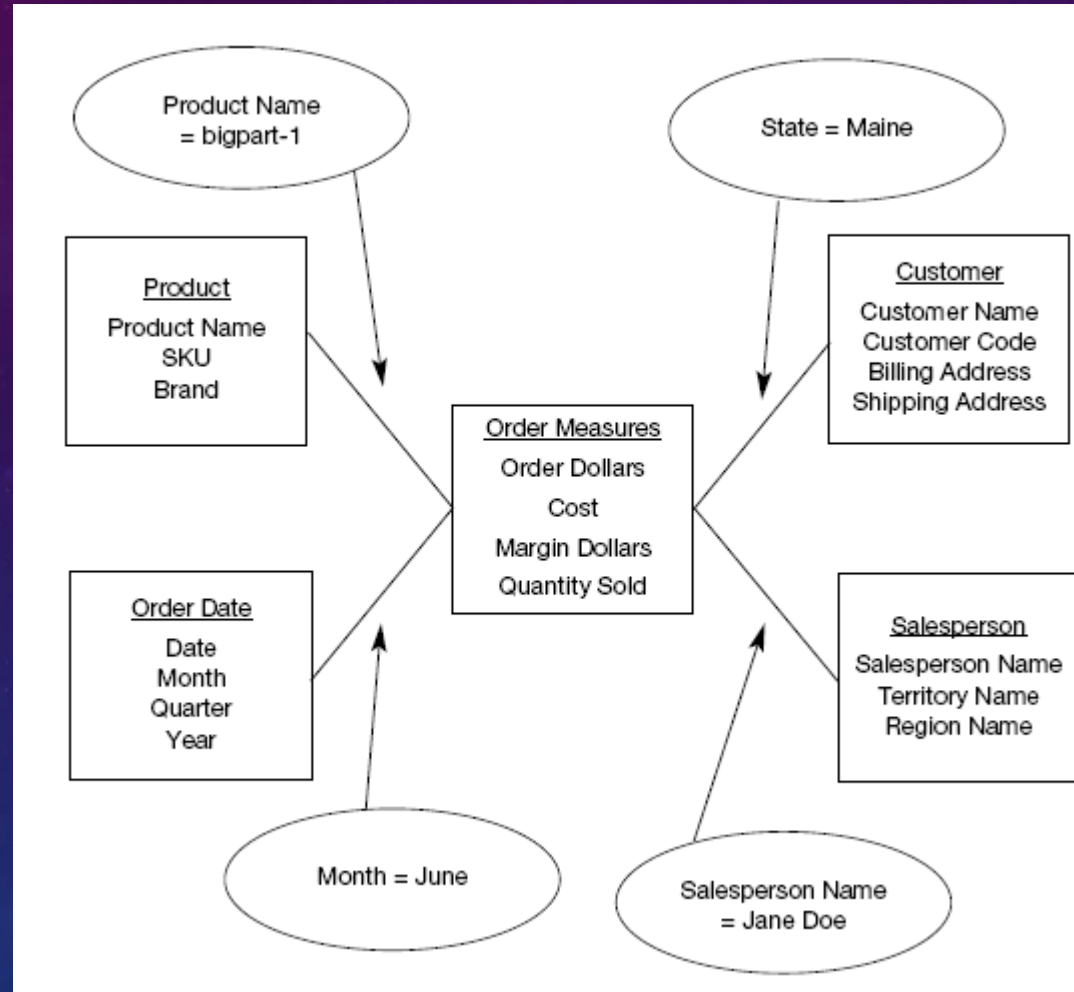 Product Name
= bigpart-1
State = Maine
Product
Product Name
SKU
Brand
Customer
Customer Name
Customer Code
Billing Address
Shipping Address
Order Measures
Order Dollars
Cost
Margin Dollars
Quantity Sold
Order Date
Date
Month
Quarter
Year
Salesperson
Salesperson Name
Territory Name
Region Name
Month = June
Salesperson Name
= Jane Doe